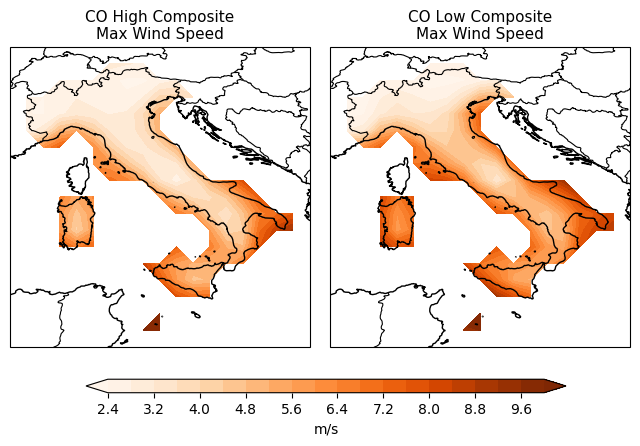 CO High Composite
Max Wind Speed
CO Low Composite
Max Wind Speed
2.4 3.2 4.0 4.8 5.6 6.4 7.2 8.0 8.8 9.6
m/s